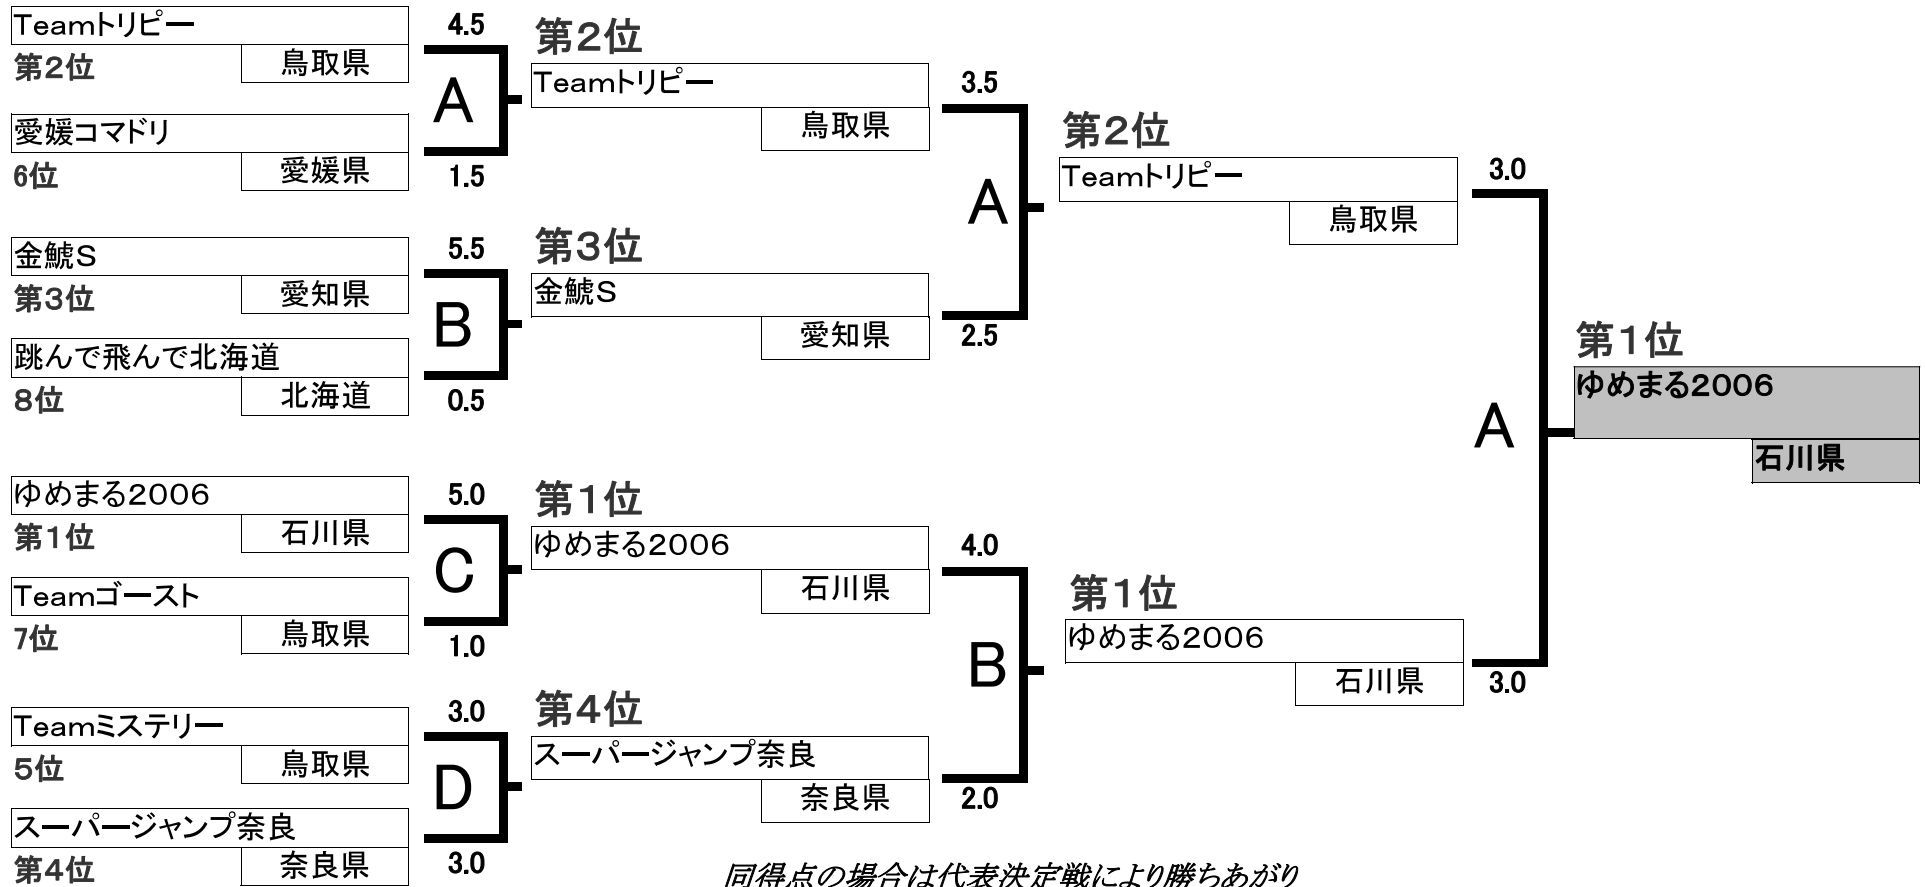 Teamトリピー
第2位
鳥取県
4.5
A
愛媛コマドリ
6位
愛媛県
1.5
金鯱S
第3位
愛知県
5.5
B
跳んで飛んで北海道
8位
北海道
0.5
ゆめまる2006
第1位
石川県
5.0
C
Teamゴースト
7位
鳥取県
1.0
Teamミステリー
5位
鳥取県
3.0
D
スーパージャンプ奈良
第4位
奈良県
3.0
第2位
Teamトリピー
鳥取県
3.5
A
第3位
金鯱S
愛知県
2.5
第1位
ゆめまる2006
石川県
4.0
B
第4位
スーパージャンプ奈良
奈良県
2.0
第2位
Teamトリピー
鳥取県
3.0
A
第1位
ゆめまる2006
石川県
3.0
第1位
ゆめまる2006
石川県
同得点の場合は代表決定戦により勝ちあがり